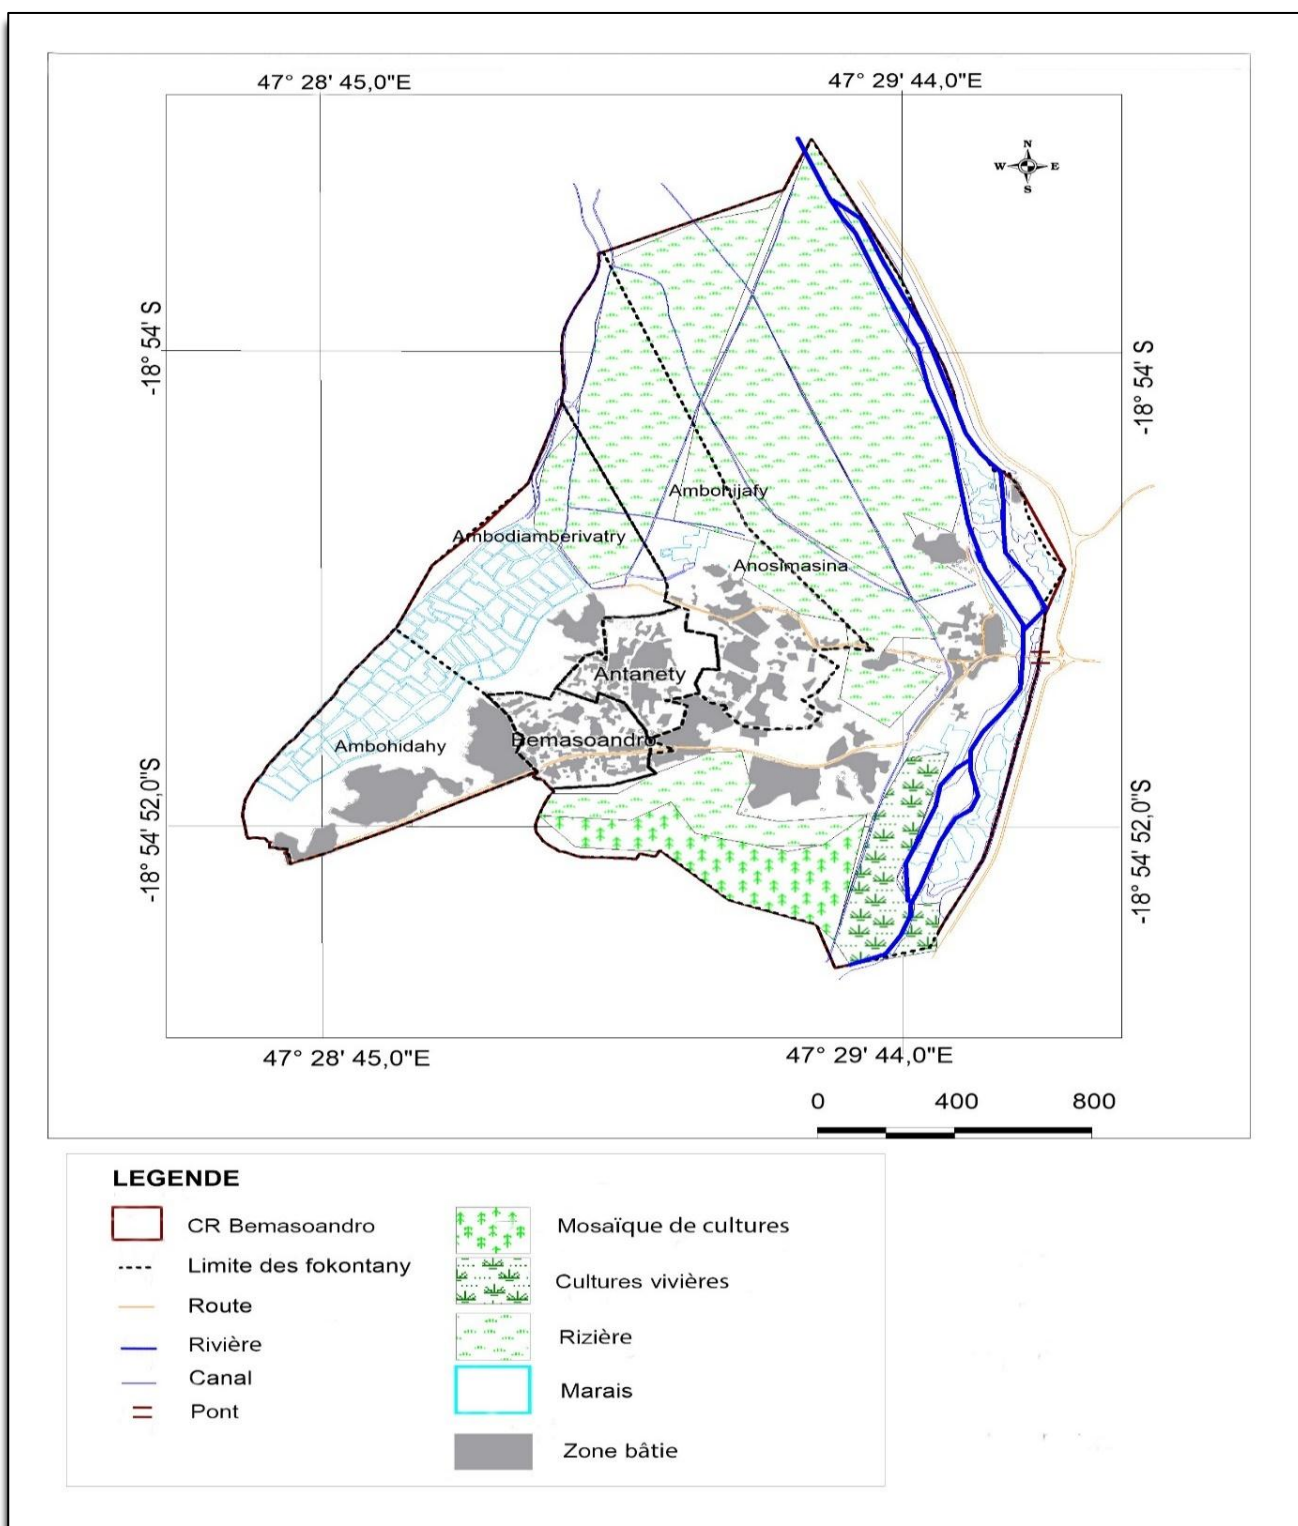 47° 28' 45,0"E
47° 29' 44,0"E
N
W E
S
-18° 54' S
-18° 54' S
Ambohijafy
Ambodiamberivatry
Anosimasina
Antanety
Bemasoandro
Ambohidahy
-18° 54' 52,0"S
-18° 54' 52,0"S
47° 28' 45,0"E
47° 29' 44,0"E
0 400 800
LEGENDE
CR Bemasoandro
Limite des fokontany
Route
Rivière
Canal
Pont
Mosaïque de cultures
Cultures vivières
Rizière
Marais
Zone bâtie